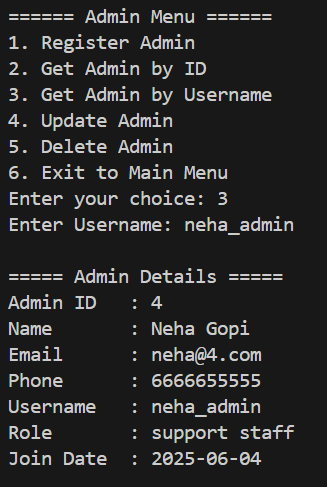 ====== Admin Menu ======
1. Register Admin
2. Get Admin by ID
3. Get Admin by Username
4. Update Admin
5. Delete Admin
6. Exit to Main Menu
Enter your choice: 3
Enter Username: neha_admin
===== Admin Details =====
Admin ID   : 4
Name       : Neha Gopi
Email      : neha@4.com
Phone      : 6666655555
Username   : neha_admin
Role       : support staff
Join Date  : 2025-06-04